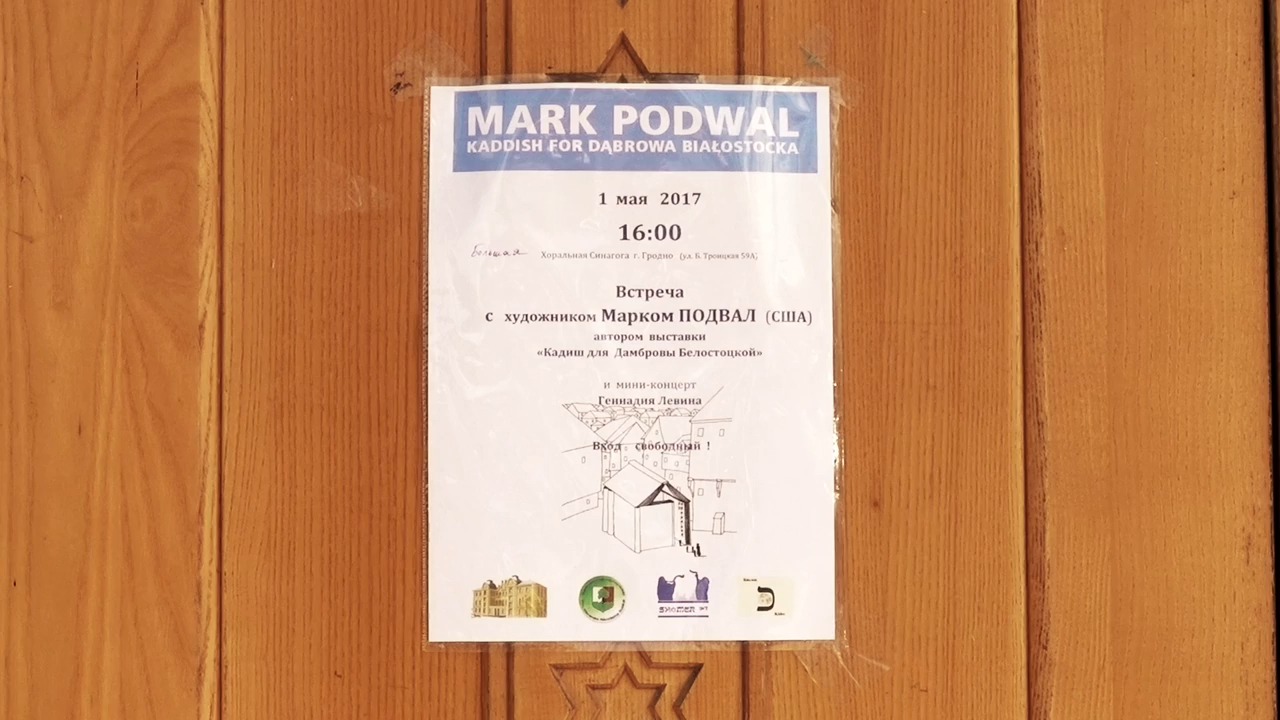 MARK PODWAL
KADDISH FOR DĄBROWA BIAŁOSTOCKA
1 мая 2017
16:00
Большая Хоральная Синагога г. Гродно (ул. Б. Троицкая 59А)
Встреча
с художником Марком ПОДВАЛ (США)
автором выставки
«Кадиш для Дамбровы Белостоцкой»
и мини-концерт
Геннадия Левина
Вход свободный !
SHOMER